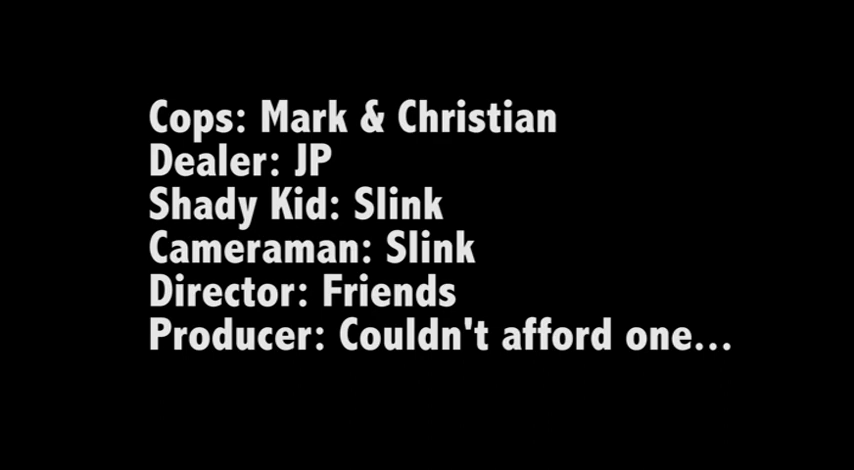 Cops: Mark & Christian
Dealer: JP
Shady Kid: Slink
Cameraman: Slink
Director: Friends
Producer: Couldn't afford one...